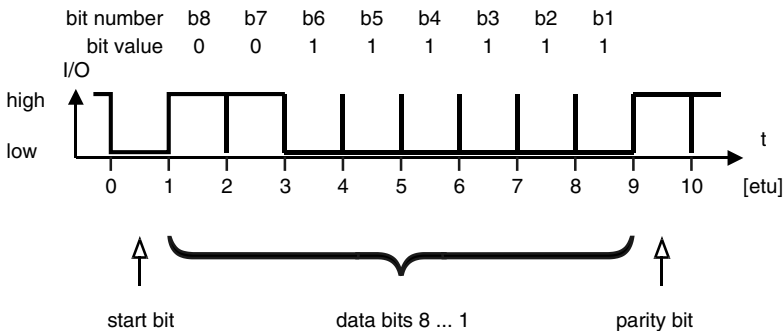 bit number b8 b7 b6 b5 b4 b3 b2 b1
bit value 0 0 1 1 1 1 1 1
I/O
high
low
t
0 1 2 3 4 5 6 7 8 9 10 [etu]
start bit data bits 8 ... 1 parity bit